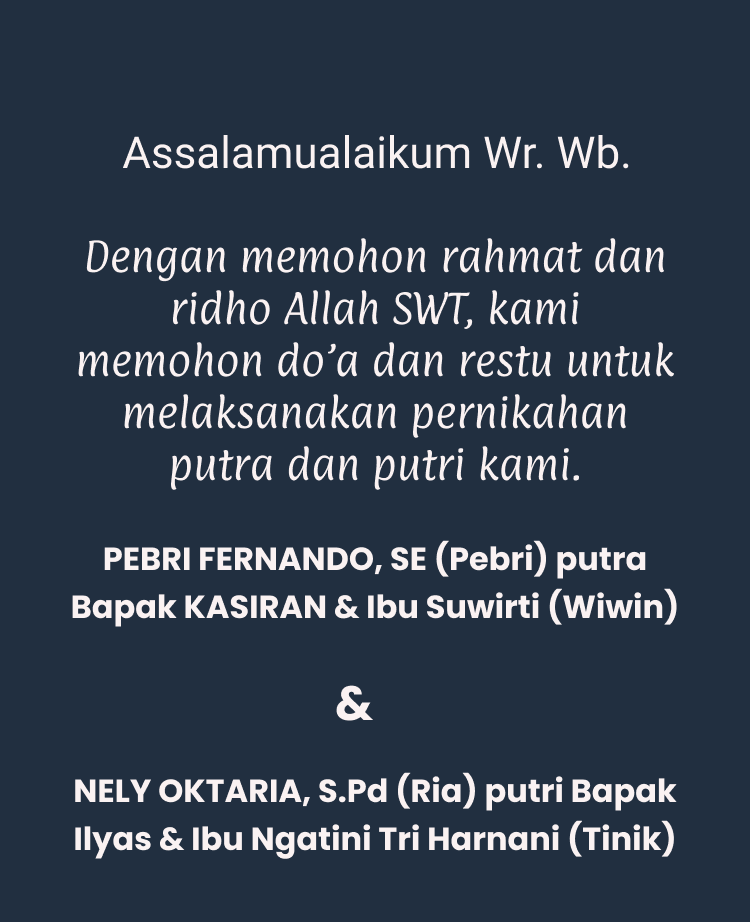 Assalamualaikum Wr. Wb.
Dengan memohon rahmat dan
ridho Allah SWT, kami
memohon do’a dan restu untuk
melaksanakan pernikahan
putra dan putri kami.
PEBRI FERNANDO, SE (Pebri) putra
Bapak KASIRAN & Ibu Suwirti (Wiwin)
&
NELY OKTARIA, S.Pd (Ria) putri Bapak
Ilyas & Ibu Ngatini Tri Harnani (Tinik)